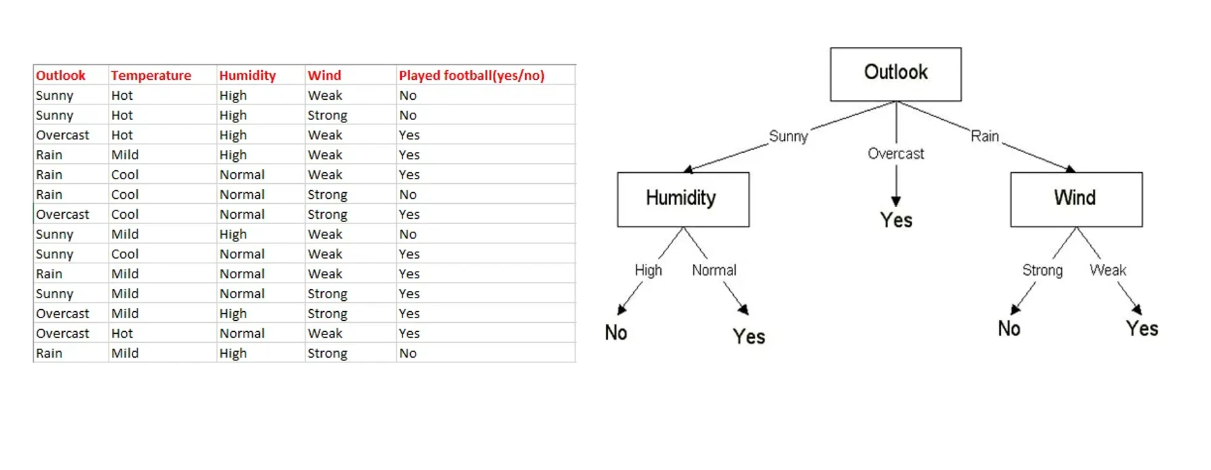 Outlook Temperature Humidity Wind Played football(yes/no)
Sunny Hot High Weak No
Sunny Hot High Strong No
Overcast Hot High Weak Yes
Rain Mild High Weak Yes
Rain Cool Normal Weak Yes
Rain Cool Normal Strong No
Overcast Cool Normal Strong Yes
Sunny Mild High Weak No
Sunny Cool Normal Weak Yes
Rain Mild Normal Weak Yes
Sunny Mild Normal Strong Yes
Overcast Mild High Strong Yes
Overcast Hot Normal Weak Yes
Rain Mild High Strong No
Outlook
Sunny Overcast Rain
Humidity Yes Wind
High Normal Strong Weak
No Yes No Yes